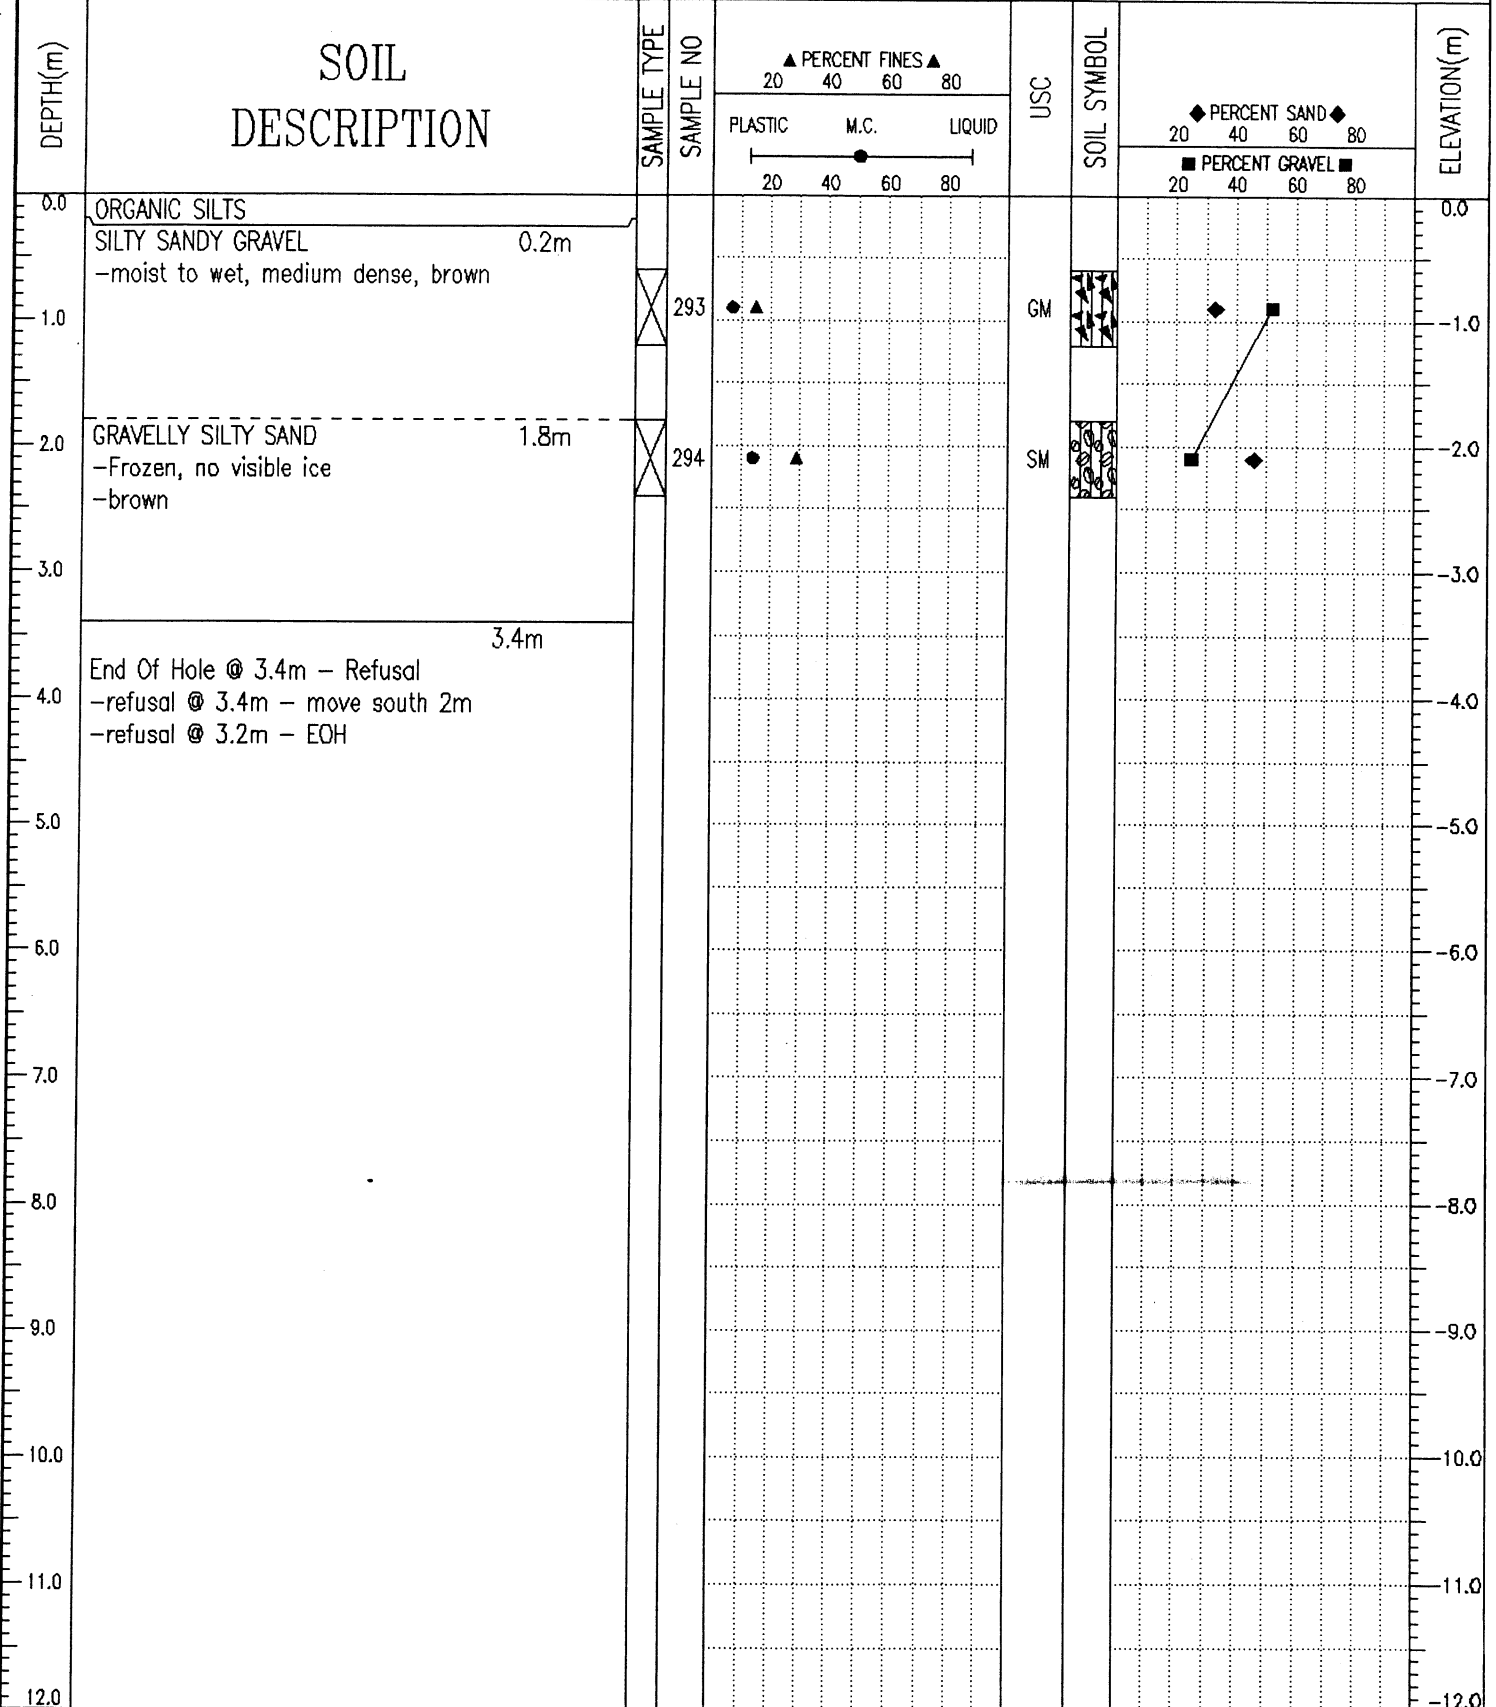 DEPTH(m)
SOIL
DESCRIPTION
SAMPLE TYPE
SAMPLE NO
▲ PERCENT FINES ▲
20 40 60 80
PLASTIC M.C. LIQUID
20 40 60 80
USC
SOIL SYMBOL
◆ PERCENT SAND ◆
20 40 60 80
■ PERCENT GRAVEL ■
20 40 60 80
ELEVATION(m)
0.0
ORGANIC SILTS
0.0
SILTY SANDY GRAVEL 0.2m
-moist to wet, medium dense, brown
293
GM
1.0
-1.0
GRAVELLY SILTY SAND 1.8m
2.0
-2.0
-Frozen, no visible ice
294
SM
-brown
3.0
-3.0
3.4m
End Of Hole @ 3.4m - Refusal
4.0
-refusal @ 3.4m - move south 2m
-4.0
-refusal @ 3.2m - EOH
5.0
-5.0
6.0
-6.0
7.0
-7.0
8.0
-8.0
9.0
-9.0
10.0
-10.0
11.0
-11.0
12.0
-12.0